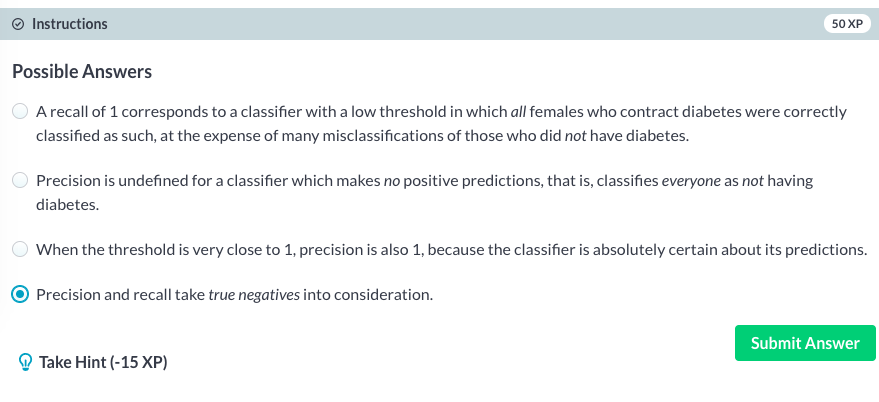 Instructions
50 XP
Possible Answers
A recall of 1 corresponds to a classifier with a low threshold in which all females who contract diabetes were correctly
classified as such, at the expense of many misclassifications of those who did not have diabetes.
Precision is undefined for a classifier which makes no positive predictions, that is, classifies everyone as not having
diabetes.
When the threshold is very close to 1, precision is also 1, because the classifier is absolutely certain about its predictions.
Precision and recall take true negatives into consideration.
Submit Answer
Take Hint (-15 XP)